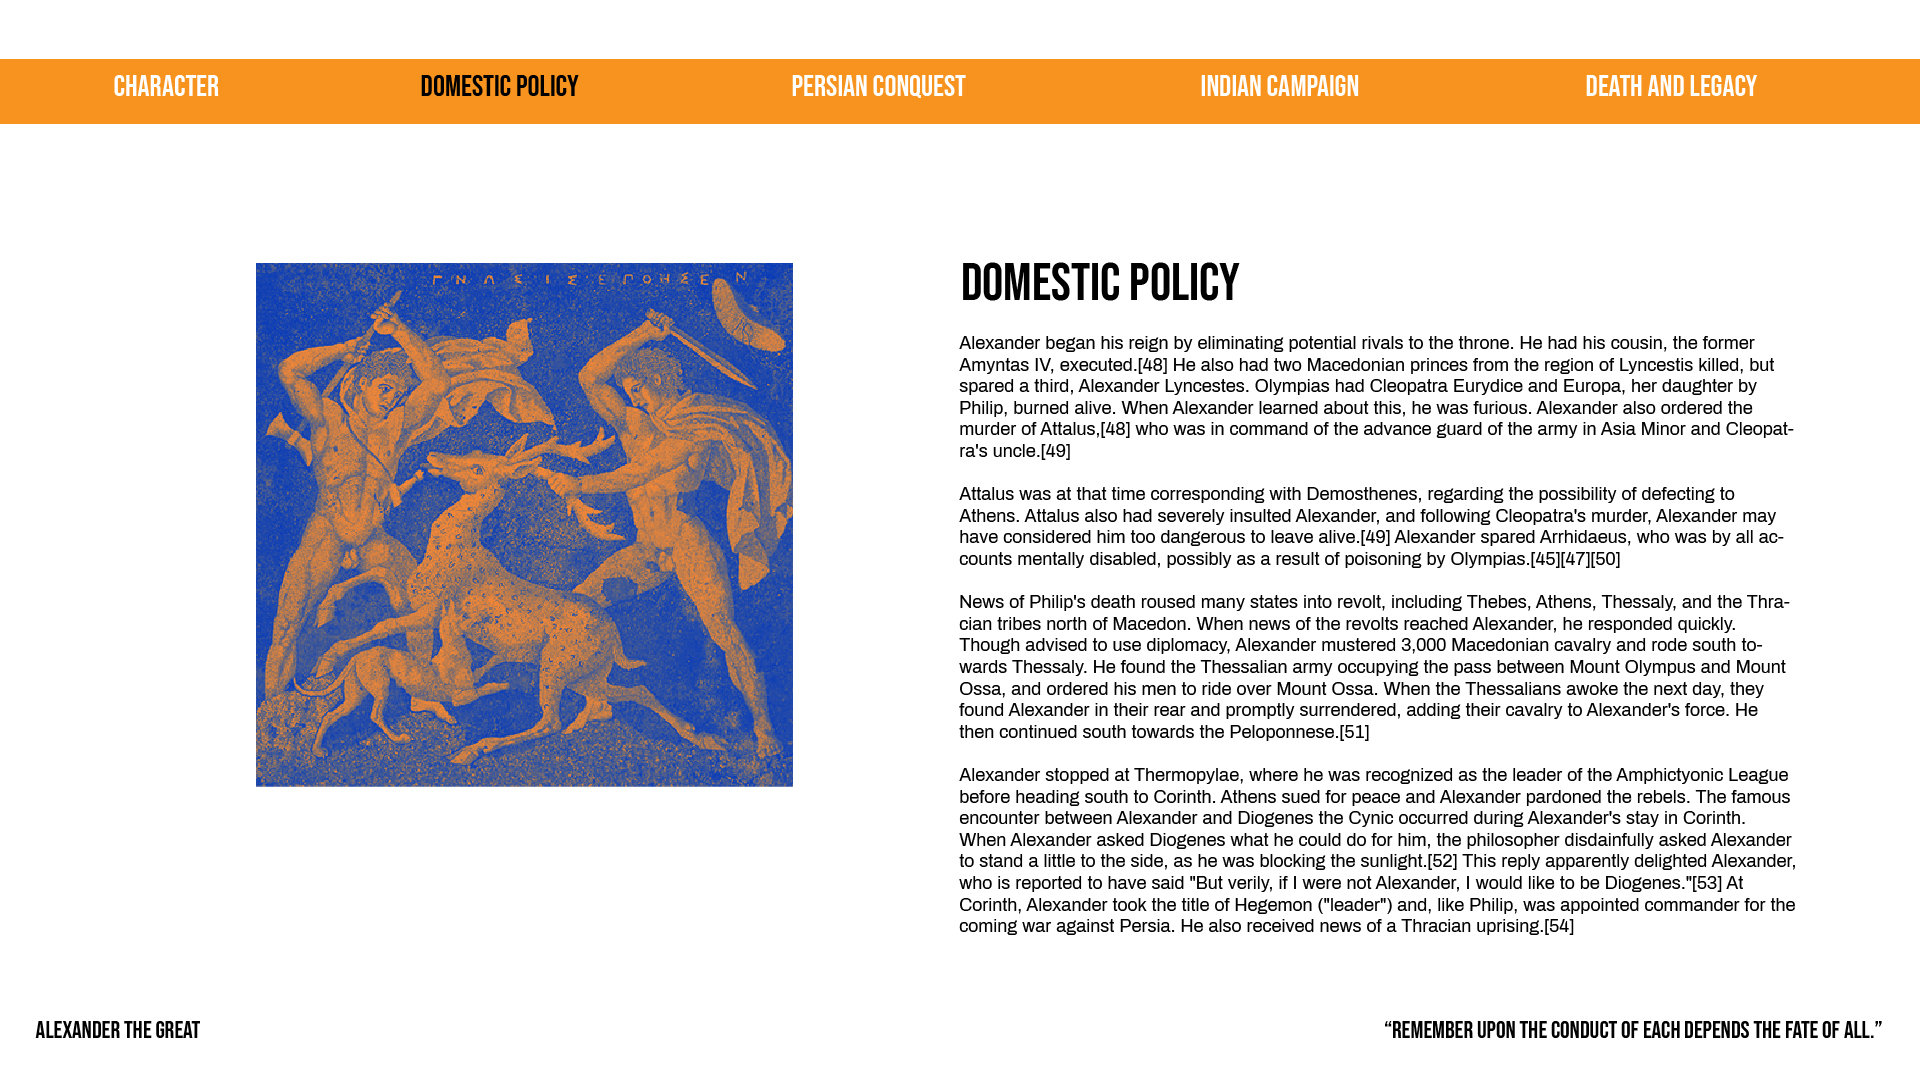 CHARACTER
DOMESTIC POLICY
PERSIAN CONQUEST
INDIAN CAMPAIGN
DEATH AND LEGACY
ΓΝΩΣΙΣ ΕΠΟΗΣΕΝ
DOMESTIC POLICY
Alexander began his reign by eliminating potential rivals to the throne. He had his cousin, the former
Amyntas IV, executed.[48] He also had two Macedonian princes from the region of Lyncestis killed, but
spared a third, Alexander Lyncestes. Olympias had Cleopatra Eurydice and Europa, her daughter by
Philip, burned alive. When Alexander learned about this, he was furious. Alexander also ordered the
murder of Attalus,[48] who was in command of the advance guard of the army in Asia Minor and Cleopat-
ra's uncle.[49]
Attalus was at that time corresponding with Demosthenes, regarding the possibility of defecting to
Athens. Attalus also had severely insulted Alexander, and following Cleopatra's murder, Alexander may
have considered him too dangerous to leave alive.[49] Alexander spared Arrhidaeus, who was by all ac-
counts mentally disabled, possibly as a result of poisoning by Olympias.[45][47][50]
News of Philip's death roused many states into revolt, including Thebes, Athens, Thessaly, and the Thra-
cian tribes north of Macedon. When news of the revolts reached Alexander, he responded quickly.
Though advised to use diplomacy, Alexander mustered 3,000 Macedonian cavalry and rode south to-
wards Thessaly. He found the Thessalian army occupying the pass between Mount Olympus and Mount
Ossa, and ordered his men to ride over Mount Ossa. When the Thessalians awoke the next day, they
found Alexander in their rear and promptly surrendered, adding their cavalry to Alexander's force. He
then continued south towards the Peloponnese.[51]
Alexander stopped at Thermopylae, where he was recognized as the leader of the Amphictyonic League
before heading south to Corinth. Athens sued for peace and Alexander pardoned the rebels. The famous
encounter between Alexander and Diogenes the Cynic occurred during Alexander's stay in Corinth.
When Alexander asked Diogenes what he could do for him, the philosopher disdainfully asked Alexander
to stand a little to the side, as he was blocking the sunlight.[52] This reply apparently delighted Alexander,
who is reported to have said "But verily, if I were not Alexander, I would like to be Diogenes."[53] At
Corinth, Alexander took the title of Hegemon ("leader") and, like Philip, was appointed commander for the
coming war against Persia. He also received news of a Thracian uprising.[54]
ALEXANDER THE GREAT
“REMEMBER UPON THE CONDUCT OF EACH DEPENDS THE FATE OF ALL.”